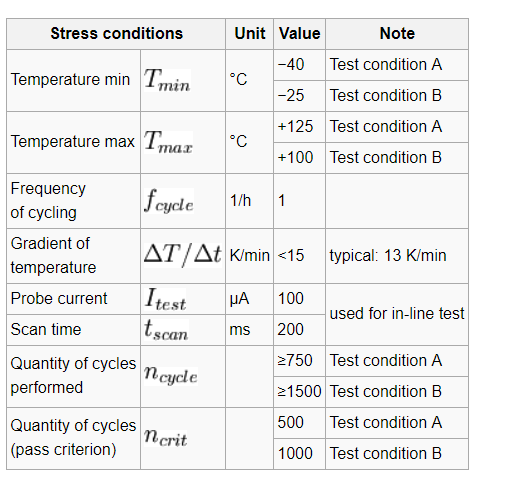 Stress conditions Unit Value Note
Temperature min T_min °C −40 Test condition A
−25 Test condition B
Temperature max T_max °C +125 Test condition A
+100 Test condition B
Frequency
of cycling f_cycle 1/h 1
Gradient of
temperature ΔT/Δt K/min <15 typical: 13 K/min
Probe current I_test µA 100 used for in-line test
Scan time t_scan ms 200
Quantity of cycles
performed n_cycle ≥750 Test condition A
≥1500 Test condition B
Quantity of cycles
(pass criterion) n_crit 500 Test condition A
1000 Test condition B